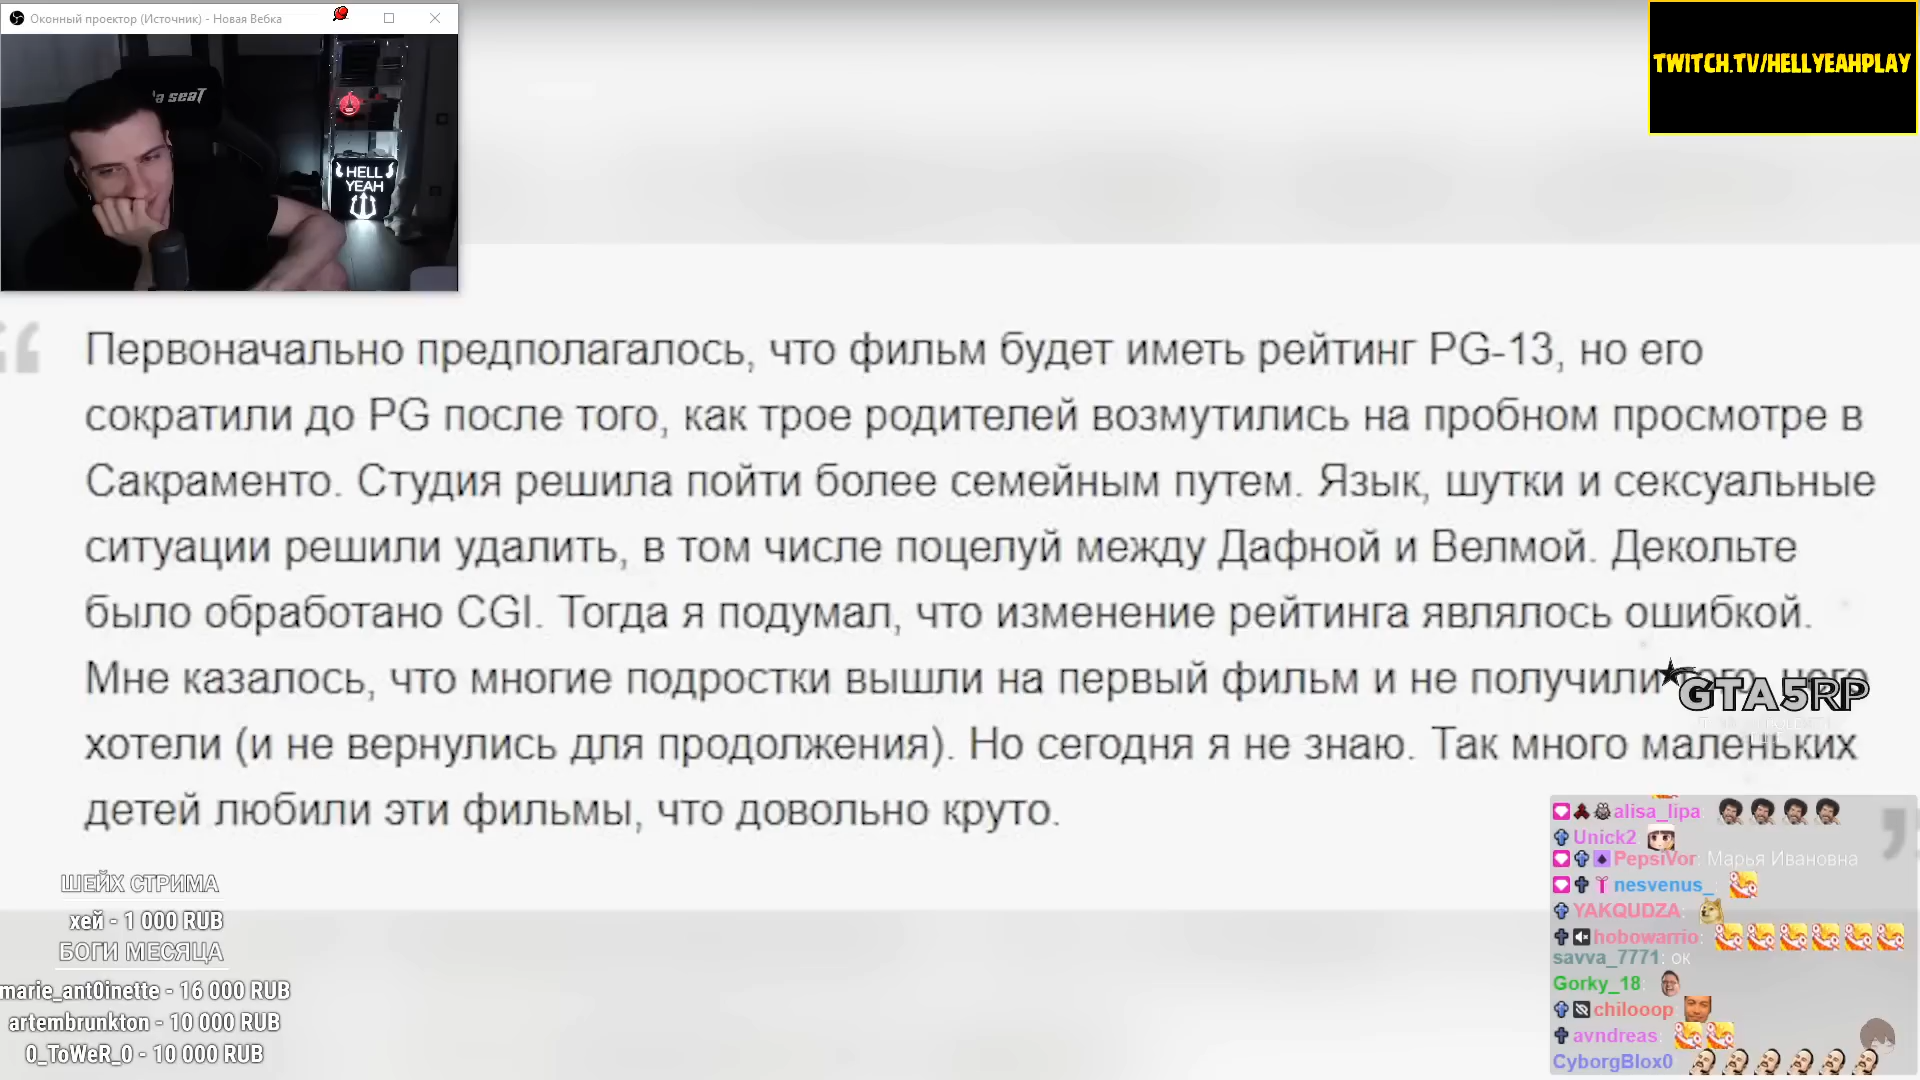 Оконный проектор (Источник) - Новая Вебка
TWITCH.TV/HELLYEAHPLAY
HELL
YEAH
“
Первоначально предполагалось, что фильм будет иметь рейтинг PG-13, но его
сократили до PG после того, как трое родителей возмутились на пробном просмотре в
Сакраменто. Студия решила пойти более семейным путем. Язык, шутки и сексуальные
ситуации решили удалить, в том числе поцелуй между Дафной и Велмой. Декольте
было обработано CGI. Тогда я подумал, что изменение рейтинга являлось ошибкой.
Мне казалось, что многие подростки вышли на первый фильм и не получили
хотели (и не вернулись для продолжения). Но сегодня я не знаю. Так много маленьких
детей любили эти фильмы, что довольно круто.
GTA5RP
ШЕЙХ СТРИМА
хей - 1 000 RUB
БОГИ МЕСЯЦА
marie_ant0inette - 16 000 RUB
artembrunkton - 10 000 RUB
0_ToWeR_0 - 10 000 RUB
alisa_lipa
Unick2
PepsiVor: Марья Ивановна
nesvenus_
YAKQUDZA:
hobowarrio:
savva_7771: ок
Gorky_18
chilooop
avndreas:
CyborgBlox0